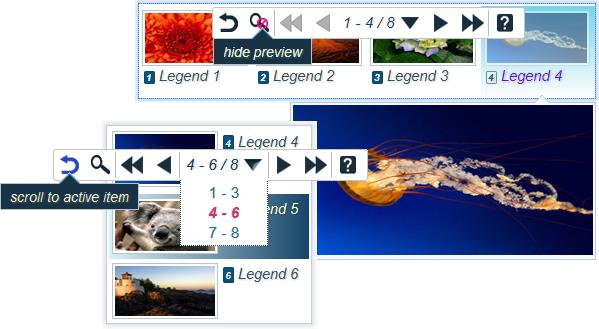 1 - 4 / 8
?
hide preview
1 Legend 1
2 Legend 2
3 Legend 3
4 Legend 4
4 Legend 4
4 - 6 / 8
?
scroll to active item
1 - 3
4 - 6
7 - 8
end 5
6 Legend 6